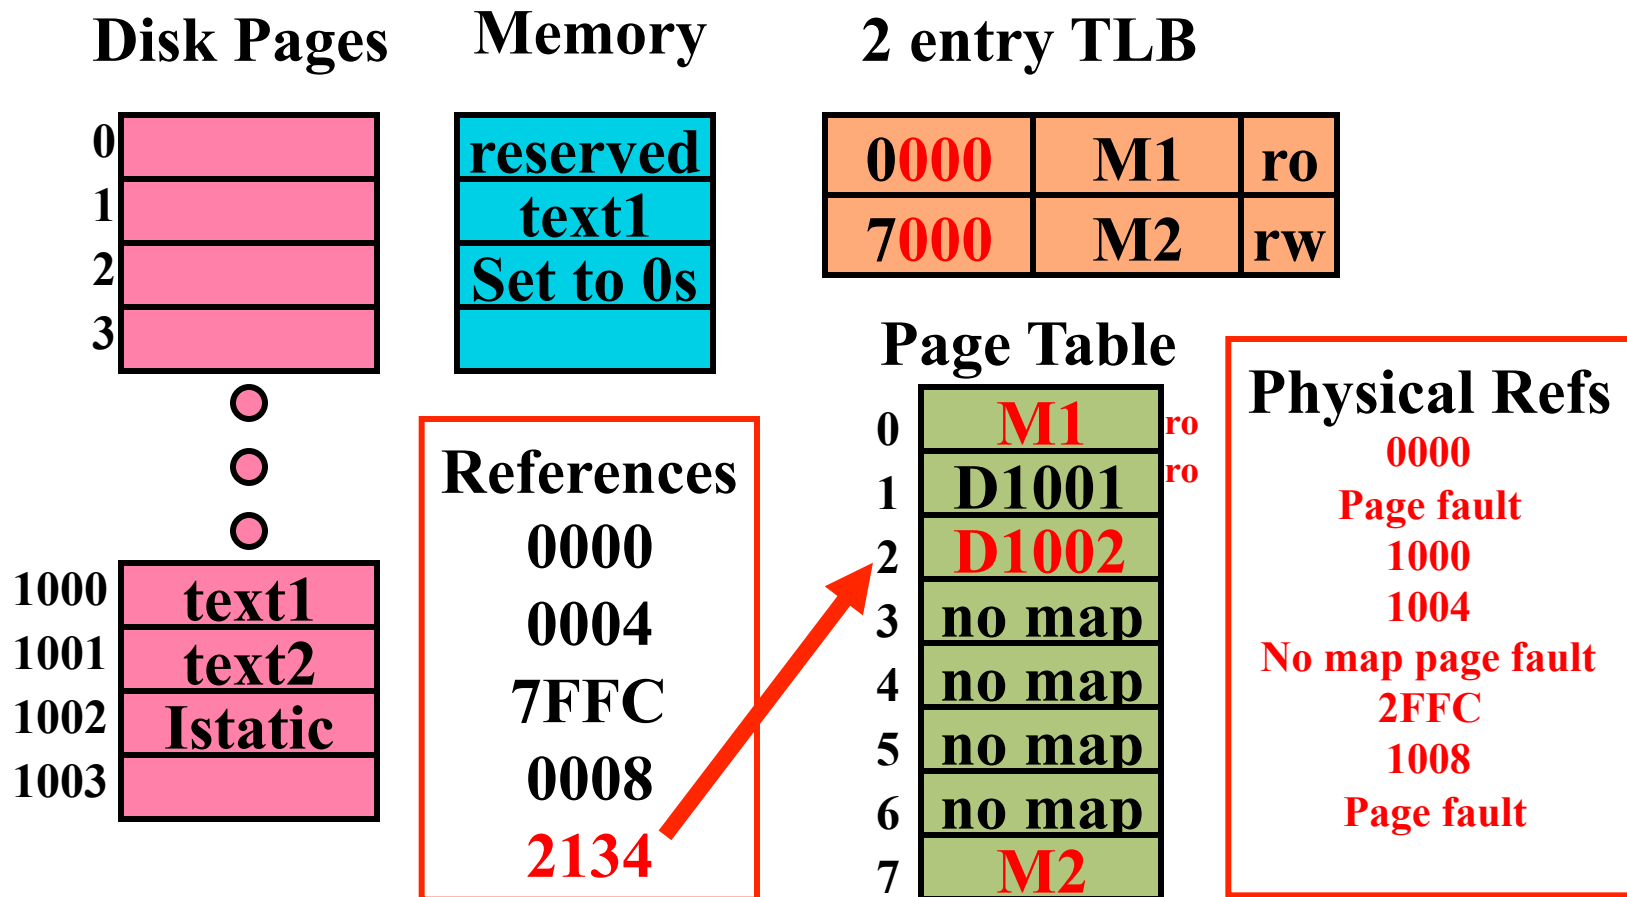 Disk Pages
0
1
2
3
1000 text1
1001 text2
1002 Istatic
1003
Memory
reserved
text1
Set to 0s
References
0000
0004
7FFC
0008
2134
2 entry TLB
0000 M1 ro
7000 M2 rw
Page Table
0 M1 ro
1 D1001 ro
2 D1002
3 no map
4 no map
5 no map
6 no map
7 M2
Physical Refs
0000
Page fault
1000
1004
No map page fault
2FFC
1008
Page fault